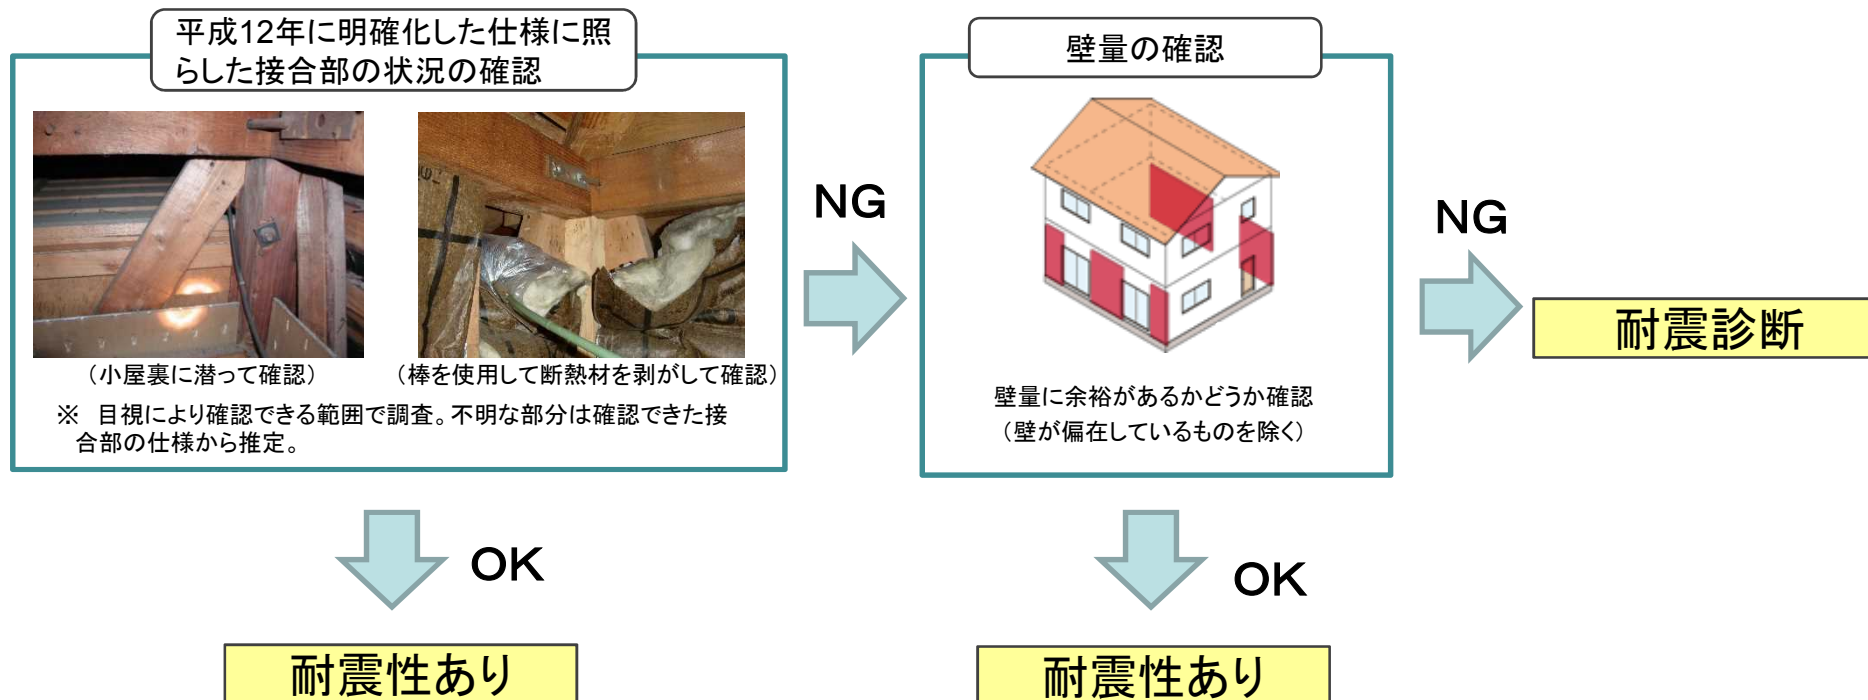 平成12年に明確化した仕様に照
らした接合部の状況の確認
（小屋裏に潜って確認）
（棒を使用して断熱材を剥がして確認）
※　目視により確認できる範囲で調査。不明な部分は確認できた接
合部の仕様から推定。
NG
壁量の確認
壁量に余裕があるかどうか確認
（壁が偏在しているものを除く）
NG
耐震診断
OK
OK
耐震性あり
耐震性あり